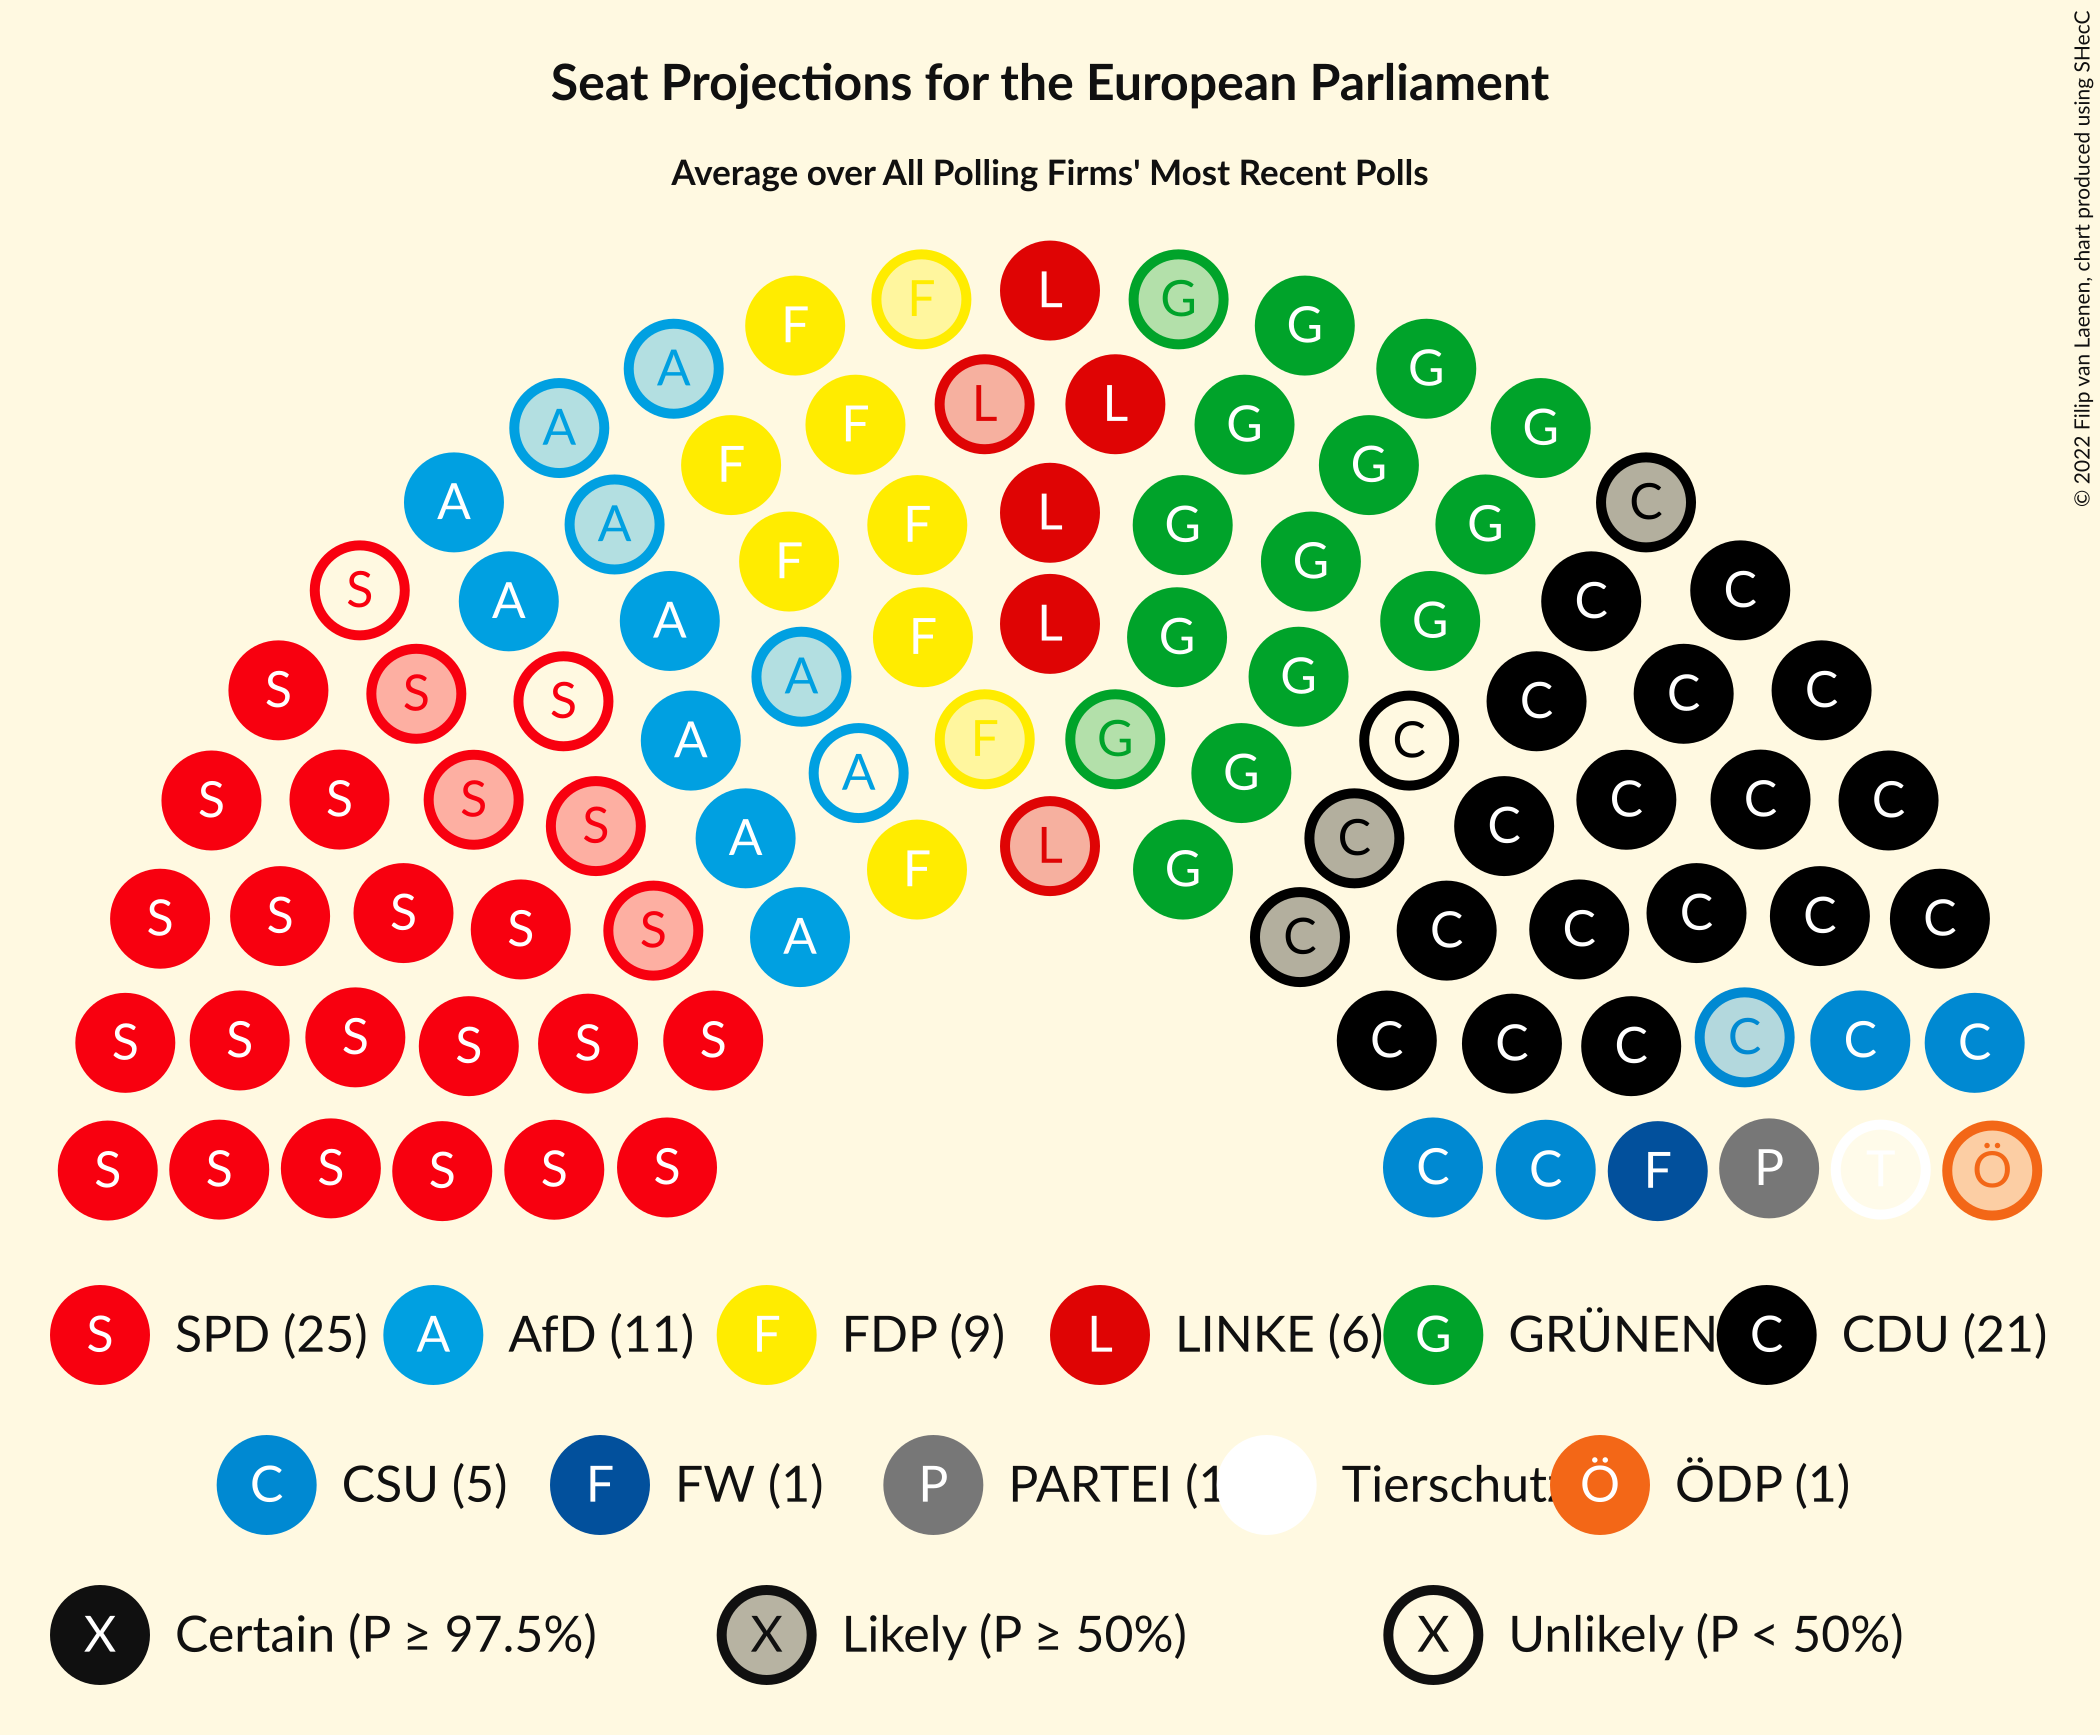 Seat Projections for the European Parliament
Average over All Polling Firms' Most Recent Polls
© 2022 Filip van Laenen, chart produced using SHecC
F L G
F G
A L L G
A F G G
A F L G G C
A F G
S A F L G C C
A A F G G C
S S S A A F G C C C C
A A G
S S S S A F L G C C C C C C
S S S S S A C C C C C C
S S S S S S C C C C C C
S S S S S S C C F P T Ö
S SPD (25) A AfD (11) F FDP (9) L LINKE (6) G GRÜNEN C CDU (21)
C CSU (5) F FW (1) P PARTEI (1 Tierschutz Ö ÖDP (1)
X Certain (P ≥ 97.5%) X Likely (P ≥ 50%) X Unlikely (P < 50%)